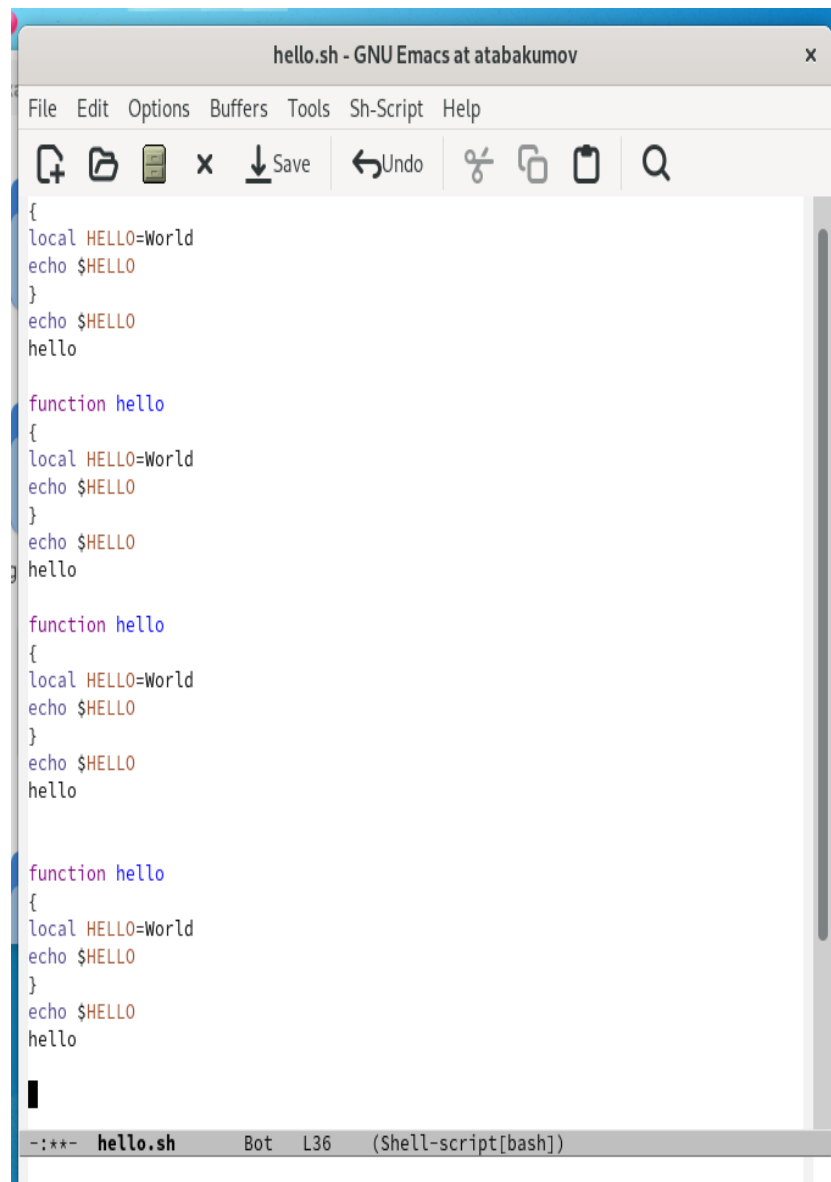 hello.sh - GNU Emacs at atabakumov x
File Edit Options Buffers Tools Sh-Script Help
Save Undo
{
local HELLO=World
echo $HELLO
}
echo $HELLO
hello
function hello
{
local HELLO=World
echo $HELLO
}
echo $HELLO
hello
function hello
{
local HELLO=World
echo $HELLO
}
echo $HELLO
hello
function hello
{
local HELLO=World
echo $HELLO
}
echo $HELLO
hello
-:**- hello.sh Bot L36 (Shell-script[bash])